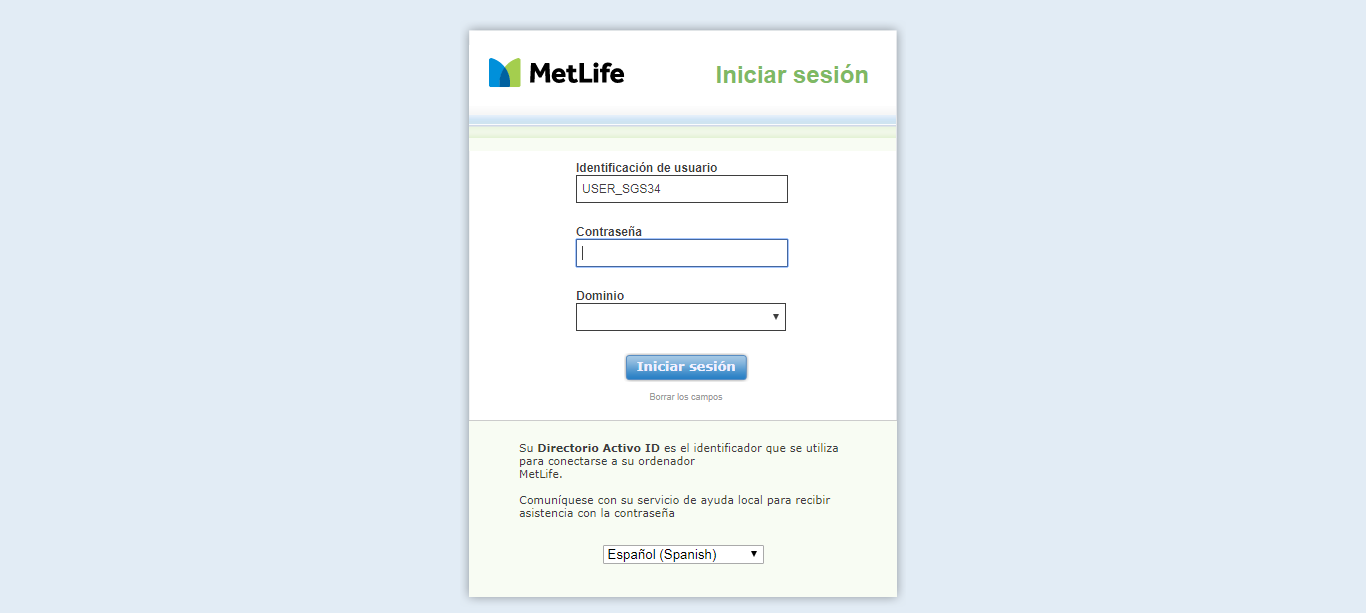 MetLife
Iniciar sesión
Identificación de usuario
USER_SGS34
Contraseña
Dominio
Iniciar sesión
Borrar los campos
Su Directorio Activo ID es el identificador que se utiliza
para conectarse a su ordenador
MetLife.
Comuníquese con su servicio de ayuda local para recibir
asistencia con la contraseña
Español (Spanish)